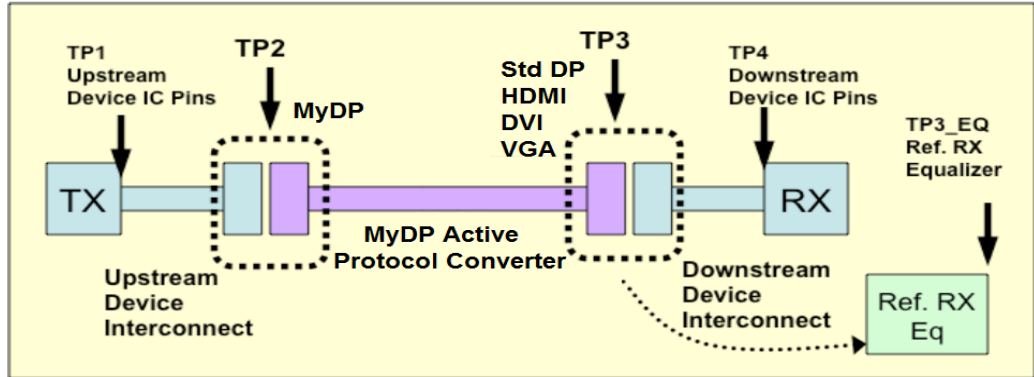 TP1
Upstream
Device IC Pins
TP2
MyDP
TP3
Std DP
HDMI
DVI
VGA
TP4
Downstream
Device IC Pins
TP3_EQ
Ref. RX
Equalizer
TX
RX
MyDP Active
Protocol Converter
Upstream
Device
Interconnect
Downstream
Device
Interconnect
Ref. RX
Eq